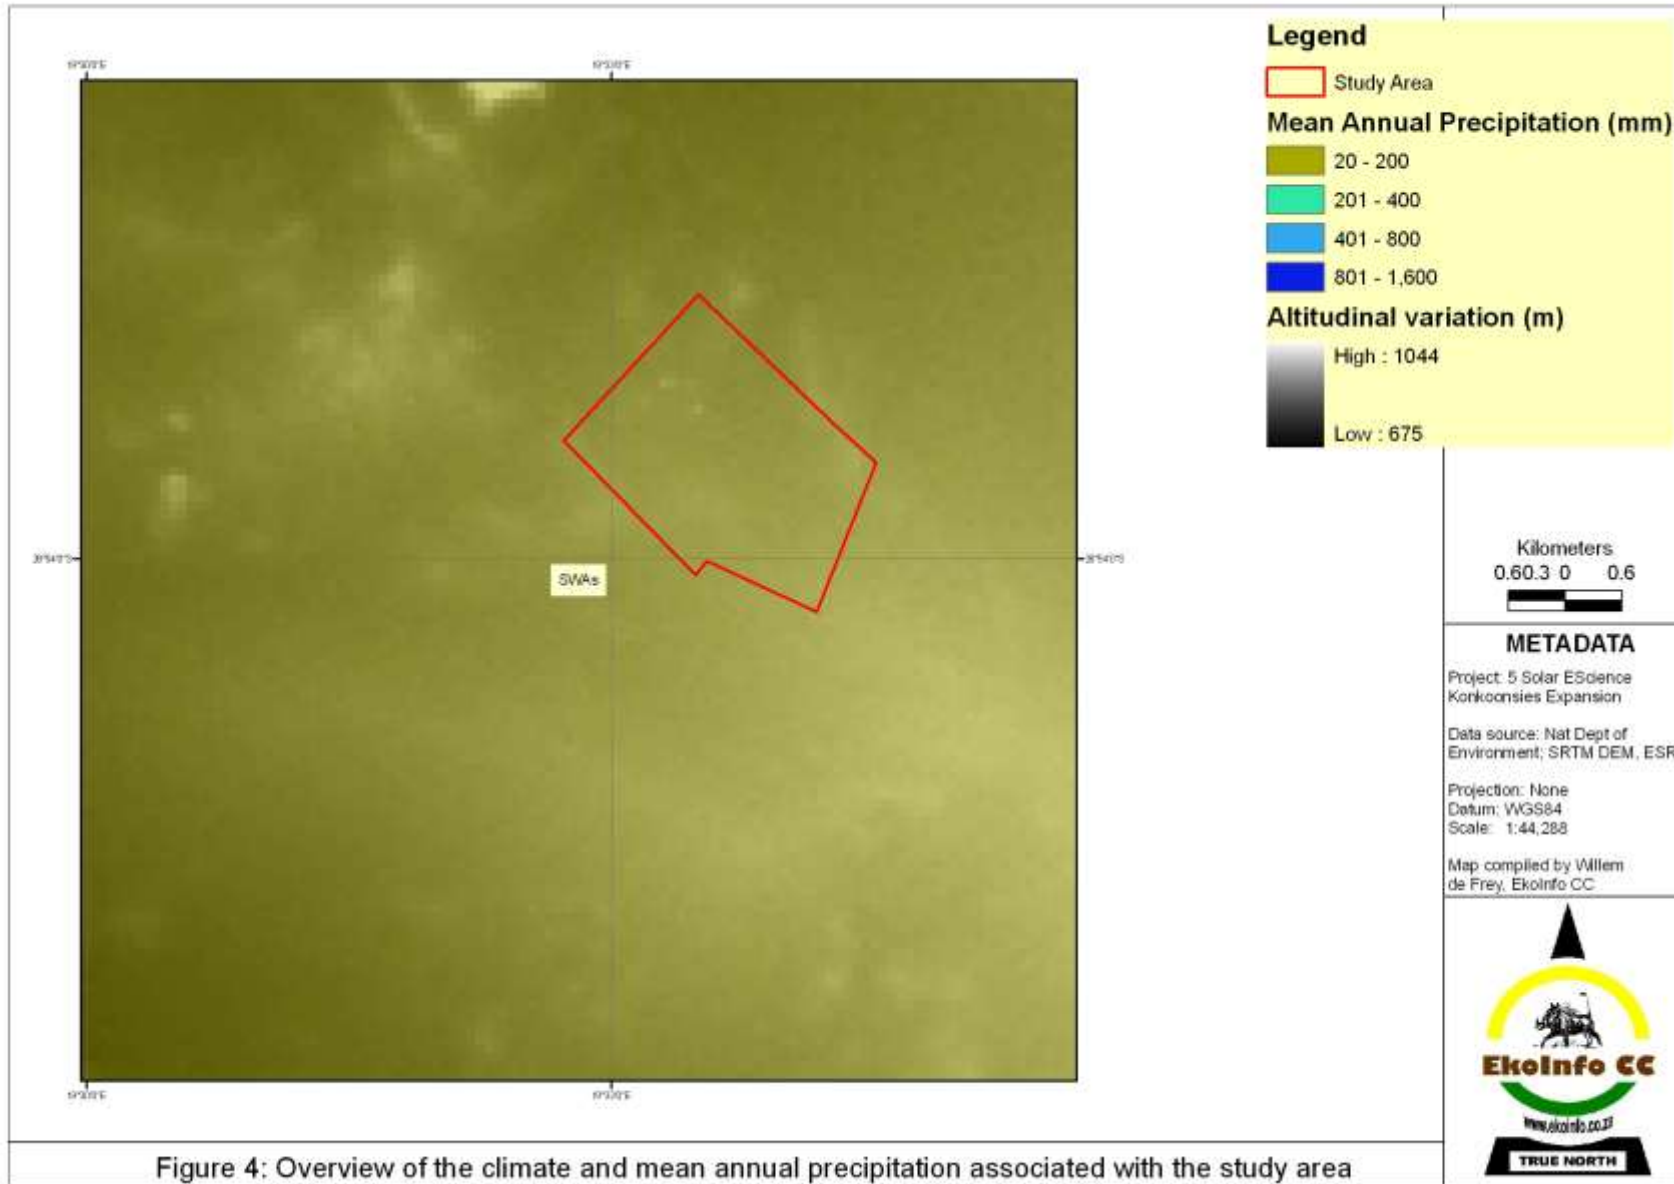 Legend
Study Area
Mean Annual Precipitation (mm)
20 - 200
201 - 400
401 - 800
801 - 1,600
Altitudinal variation (m)
High : 1044
Low : 675
SWAs
Kilometers
0.60.3 0 0.6
METADATA
Project: 5 Solar EScience
Konkoonsies Expansion
Data source: Nat Dept of
Environment; SRTM DEM, ESR
Projection: None
Datum: WGS84
Scale: 1:44,288
Map compiled by Willem
de Frey, EkoInfo CC
EkoInfo CC
www.ekoinfo.co.za
TRUE NORTH
Figure 4: Overview of the climate and mean annual precipitation associated with the study area